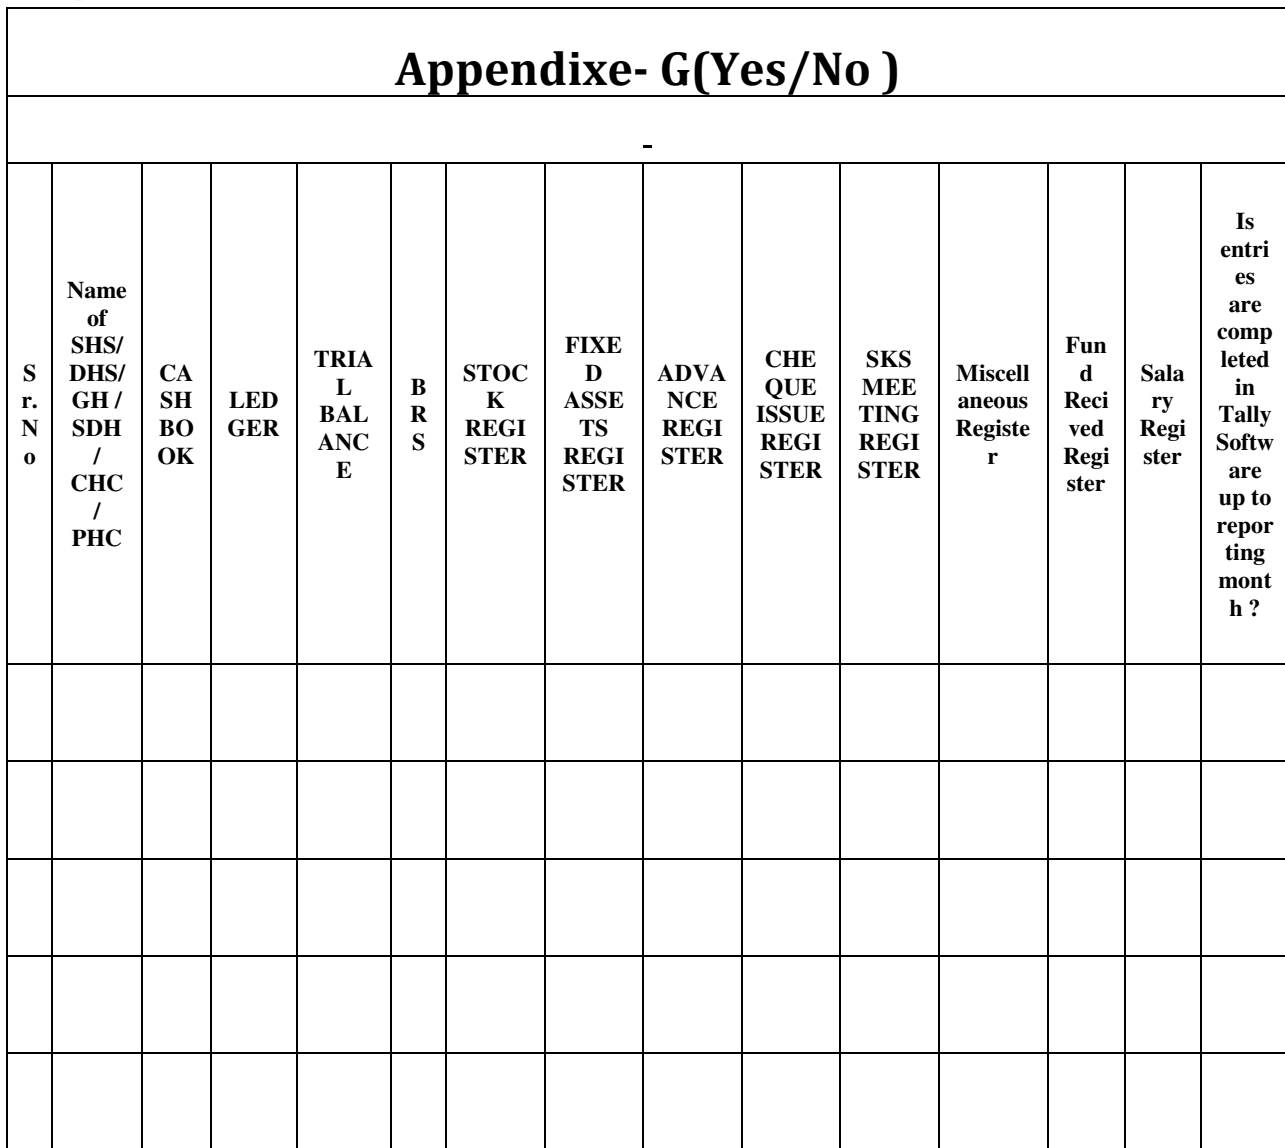 Appendixe- G(Yes/No )
-
S
r.
N
o
Name
of
SHS/
DHS/
GH /
SDH
/
CHC
/
PHC
CA
SH
BO
OK
LED
GER
TRIA
L
BAL
ANC
E
B
R
S
STOC
K
REGI
STER
FIXE
D
ASSE
TS
REGI
STER
ADVA
NCE
REGI
STER
CHE
QUE
ISSUE
REGI
STER
SKS
MEE
TING
REGI
STER
Miscell
aneous
Registe
r
Fun
d
Reci
ved
Regi
ster
Sala
ry
Regi
ster
Is
entri
es
are
comp
leted
in
Tally
Softw
are
up to
repor
ting
mont
h ?